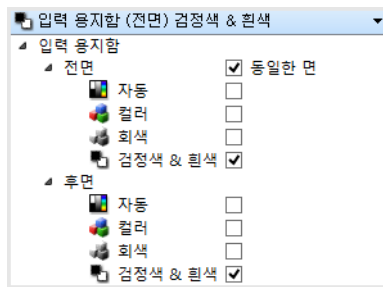 입력 용지함 (전면) 검정색 & 흰색
입력 용지함
전면 동일한 면
자동
컬러
회색
검정색 & 흰색
후면
자동
컬러
회색
검정색 & 흰색